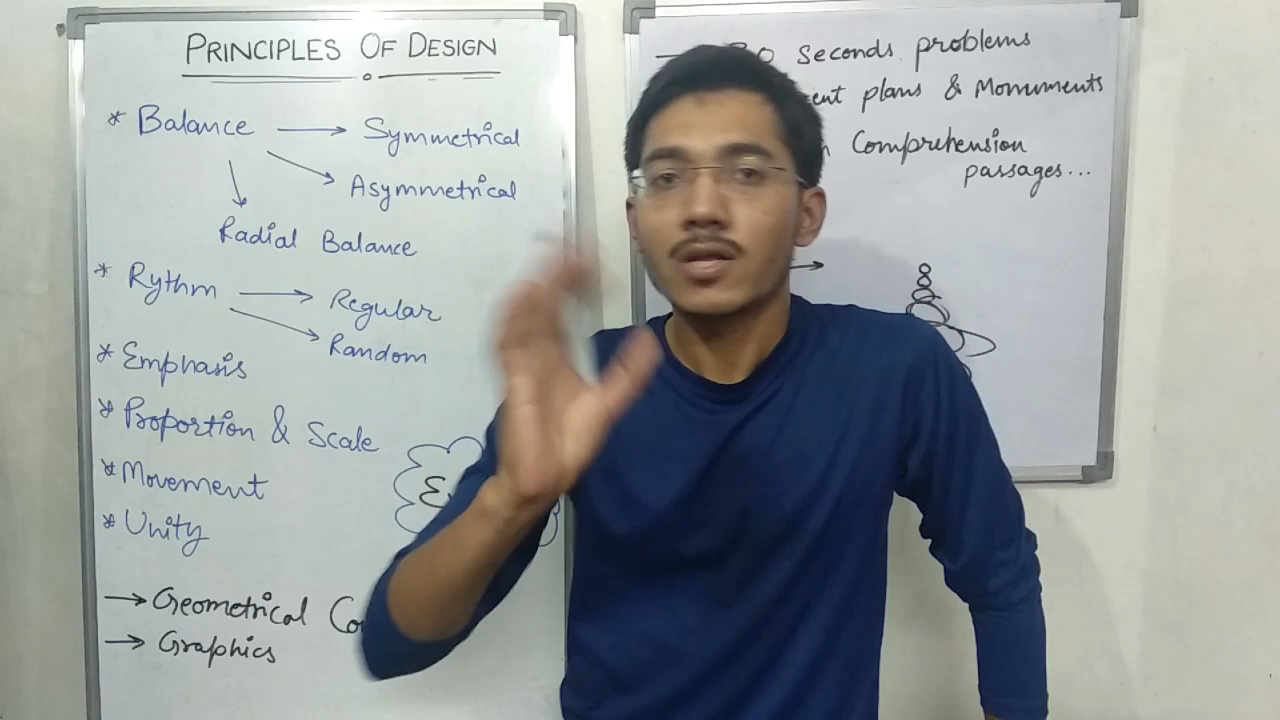 PRINCIPLES OF DESIGN
* Balance → Symmetrical
Asymmetrical
Radial Balance
* Rythm → Regular
Random
* Emphasis
* Proportion & Scale
* Movement
* Unity
→ Geometrical
→ Graphics
seconds problems
plans & Monuments
Comprehension
passages...